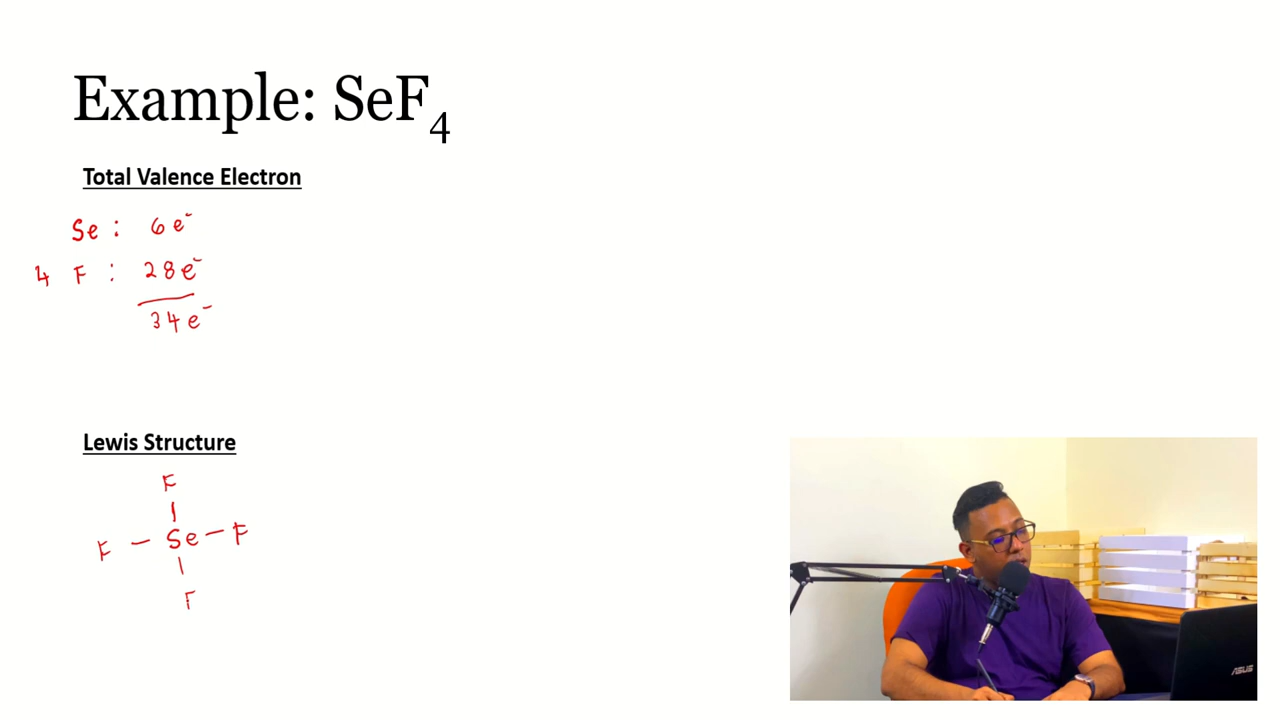 Example: SeF₄
Total Valence Electron
Se : 6e⁻
4 F : 28e⁻
34e⁻
Lewis Structure
F
F – Se – F
F
ASUS